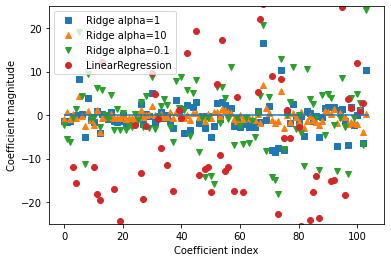 20
10
0
−10
−20
Coefficient magnitude
Ridge alpha=1
Ridge alpha=10
Ridge alpha=0.1
LinearRegression
0 20 40 60 80 100
Coefficient index